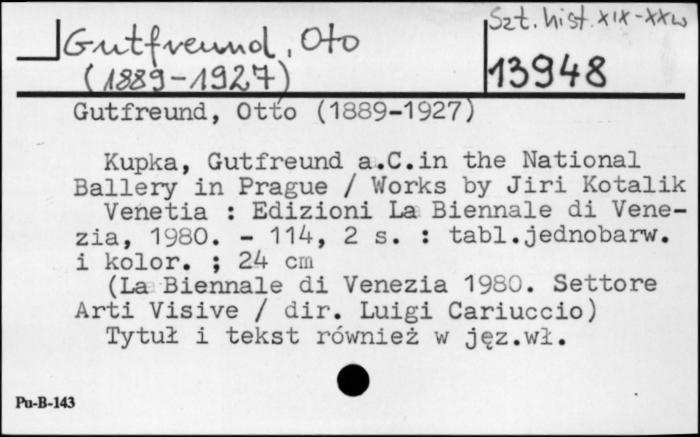 Gutfreund, Oto
(1889-1927)
Szt. hist. XIX-XXw
13948
Gutfreund, Otto (1889-1927)
Kupka, Gutfreund a.C.in the National
Ballery in Prague / Works by Jiri Kotalik
Venetia : Edizioni La Biennale di Vene-
zia, 1980. - 114, 2 s. : tabl.jednobarw.
i kolor. ; 24 cm
(La Biennale di Venezia 1980. Settore
Arti Visive / dir. Luigi Cariuccio)
Tytuł i tekst również w jęz.wł.
Pu-B-143